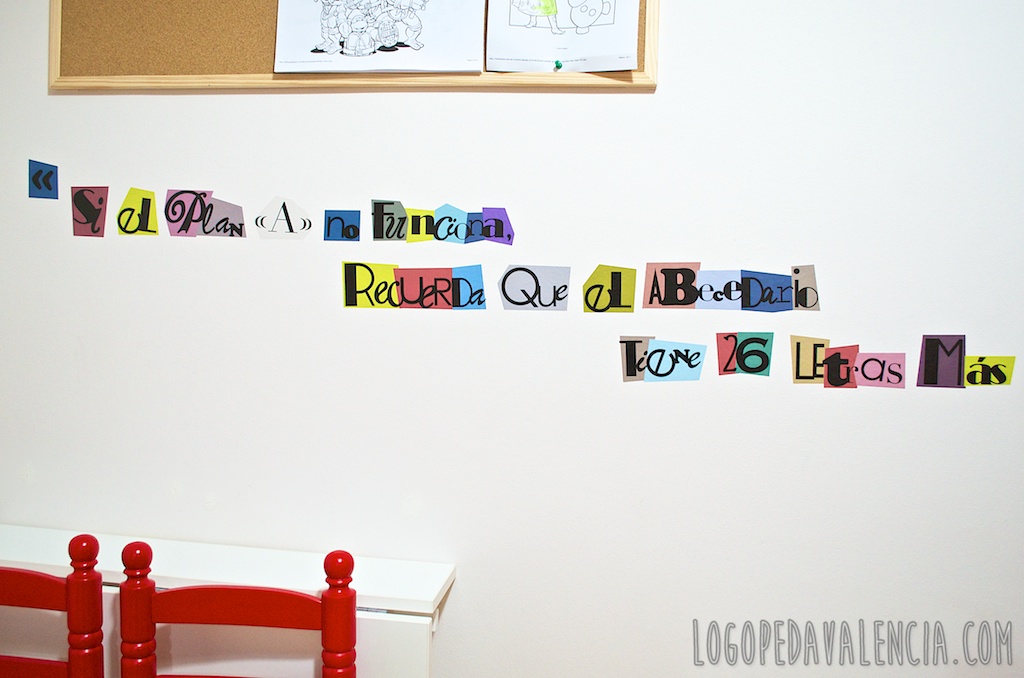 « Si el Plan «A» no Funciona,
Recuerda Que el ABecedario
Tiene 26 Letras Más
LOGOPEDAVALENCIA.COM